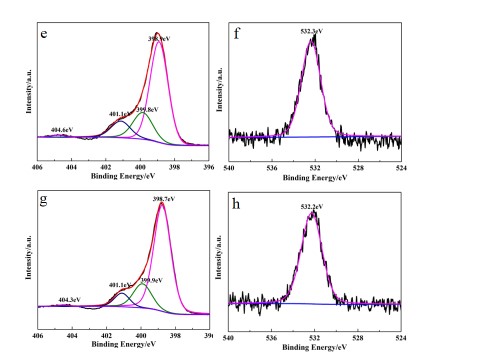 e
398.9eV
399.8eV
401.1eV
404.6eV
Intensity/a.u.
406 404 402 400 398 396
Binding Energy/eV
f
532.3eV
Intensity/a.u.
540 536 532 528 524
Binding Energy/eV
g
398.7eV
399.9eV
401.1eV
404.3eV
Intensity/a.u.
406 404 402 400 398
Binding Energy/eV
h
532.2eV
Intensity/a.u.
540 536 532 528 524
Binding Energy/eV